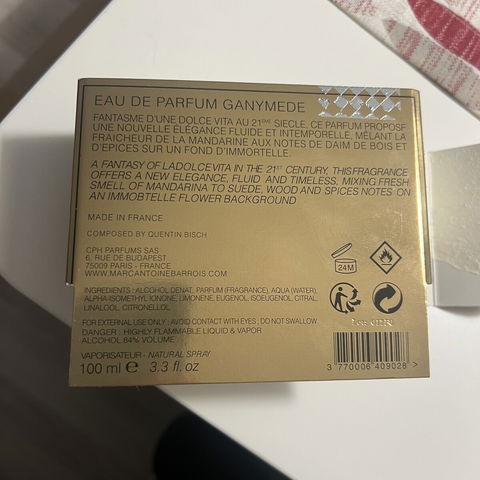 EAU DE PARFUM GANYMEDE
FANTASME D'UNE DOLCE VITA AU 21ÈME SIECLE, CE PARFUM PROPOSE
UNE NOUVELLE ÉLÉGANCE FLUIDE ET INTEMPORELLE, MÊLANT LA
FRAICHEUR DE LA MANDARINE AUX NOTES DE DAIM DE BOIS ET
D'EPICES SUR UN FOND D'IMMORTELLE.
A FANTASY OF LADOLCEVITA IN THE 21ST CENTURY, THISFRAGRANCE
OFFERS A NEW ELEGANCE, FLUID AND TIMELESS, MIXING FRESH
SMELL OF MANDARINA TO SUEDE, WOOD AND SPICES NOTES ON
AN IMMOBTELLE FLOWER BACKGROUND
MADE IN FRANCE
COMPOSED BY QUENTIN BISCH
CPH PARFUMS SAS
6, RUE DE BUDAPEST
75009 PARIS - FRANCE
WWW.MARCANTOINEBARROIS.COM
24M
INGREDIENTS : ALCOHOL DENAT, PARFUM (FRAGRANCE), AQUA (WATER),
ALPHA-ISOMETHYL IONONE, LIMONENE, EUGENOL, ISOEUGENOL, CITRAL,
LINALOOL, CITRONELLOL
FOR EXTERNAL USE ONLY ; AVOID CONTACT WITH EYES ; DO NOT SWALLOW
DANGER : HIGHLY FLAMMABLE LIQUID & VAPOR
ALCOHOL 84% VOLUME
VAPORISATEUR - NATURAL SPRAY
100 ml e 3.3 fl. oz
3 770006 409028 >